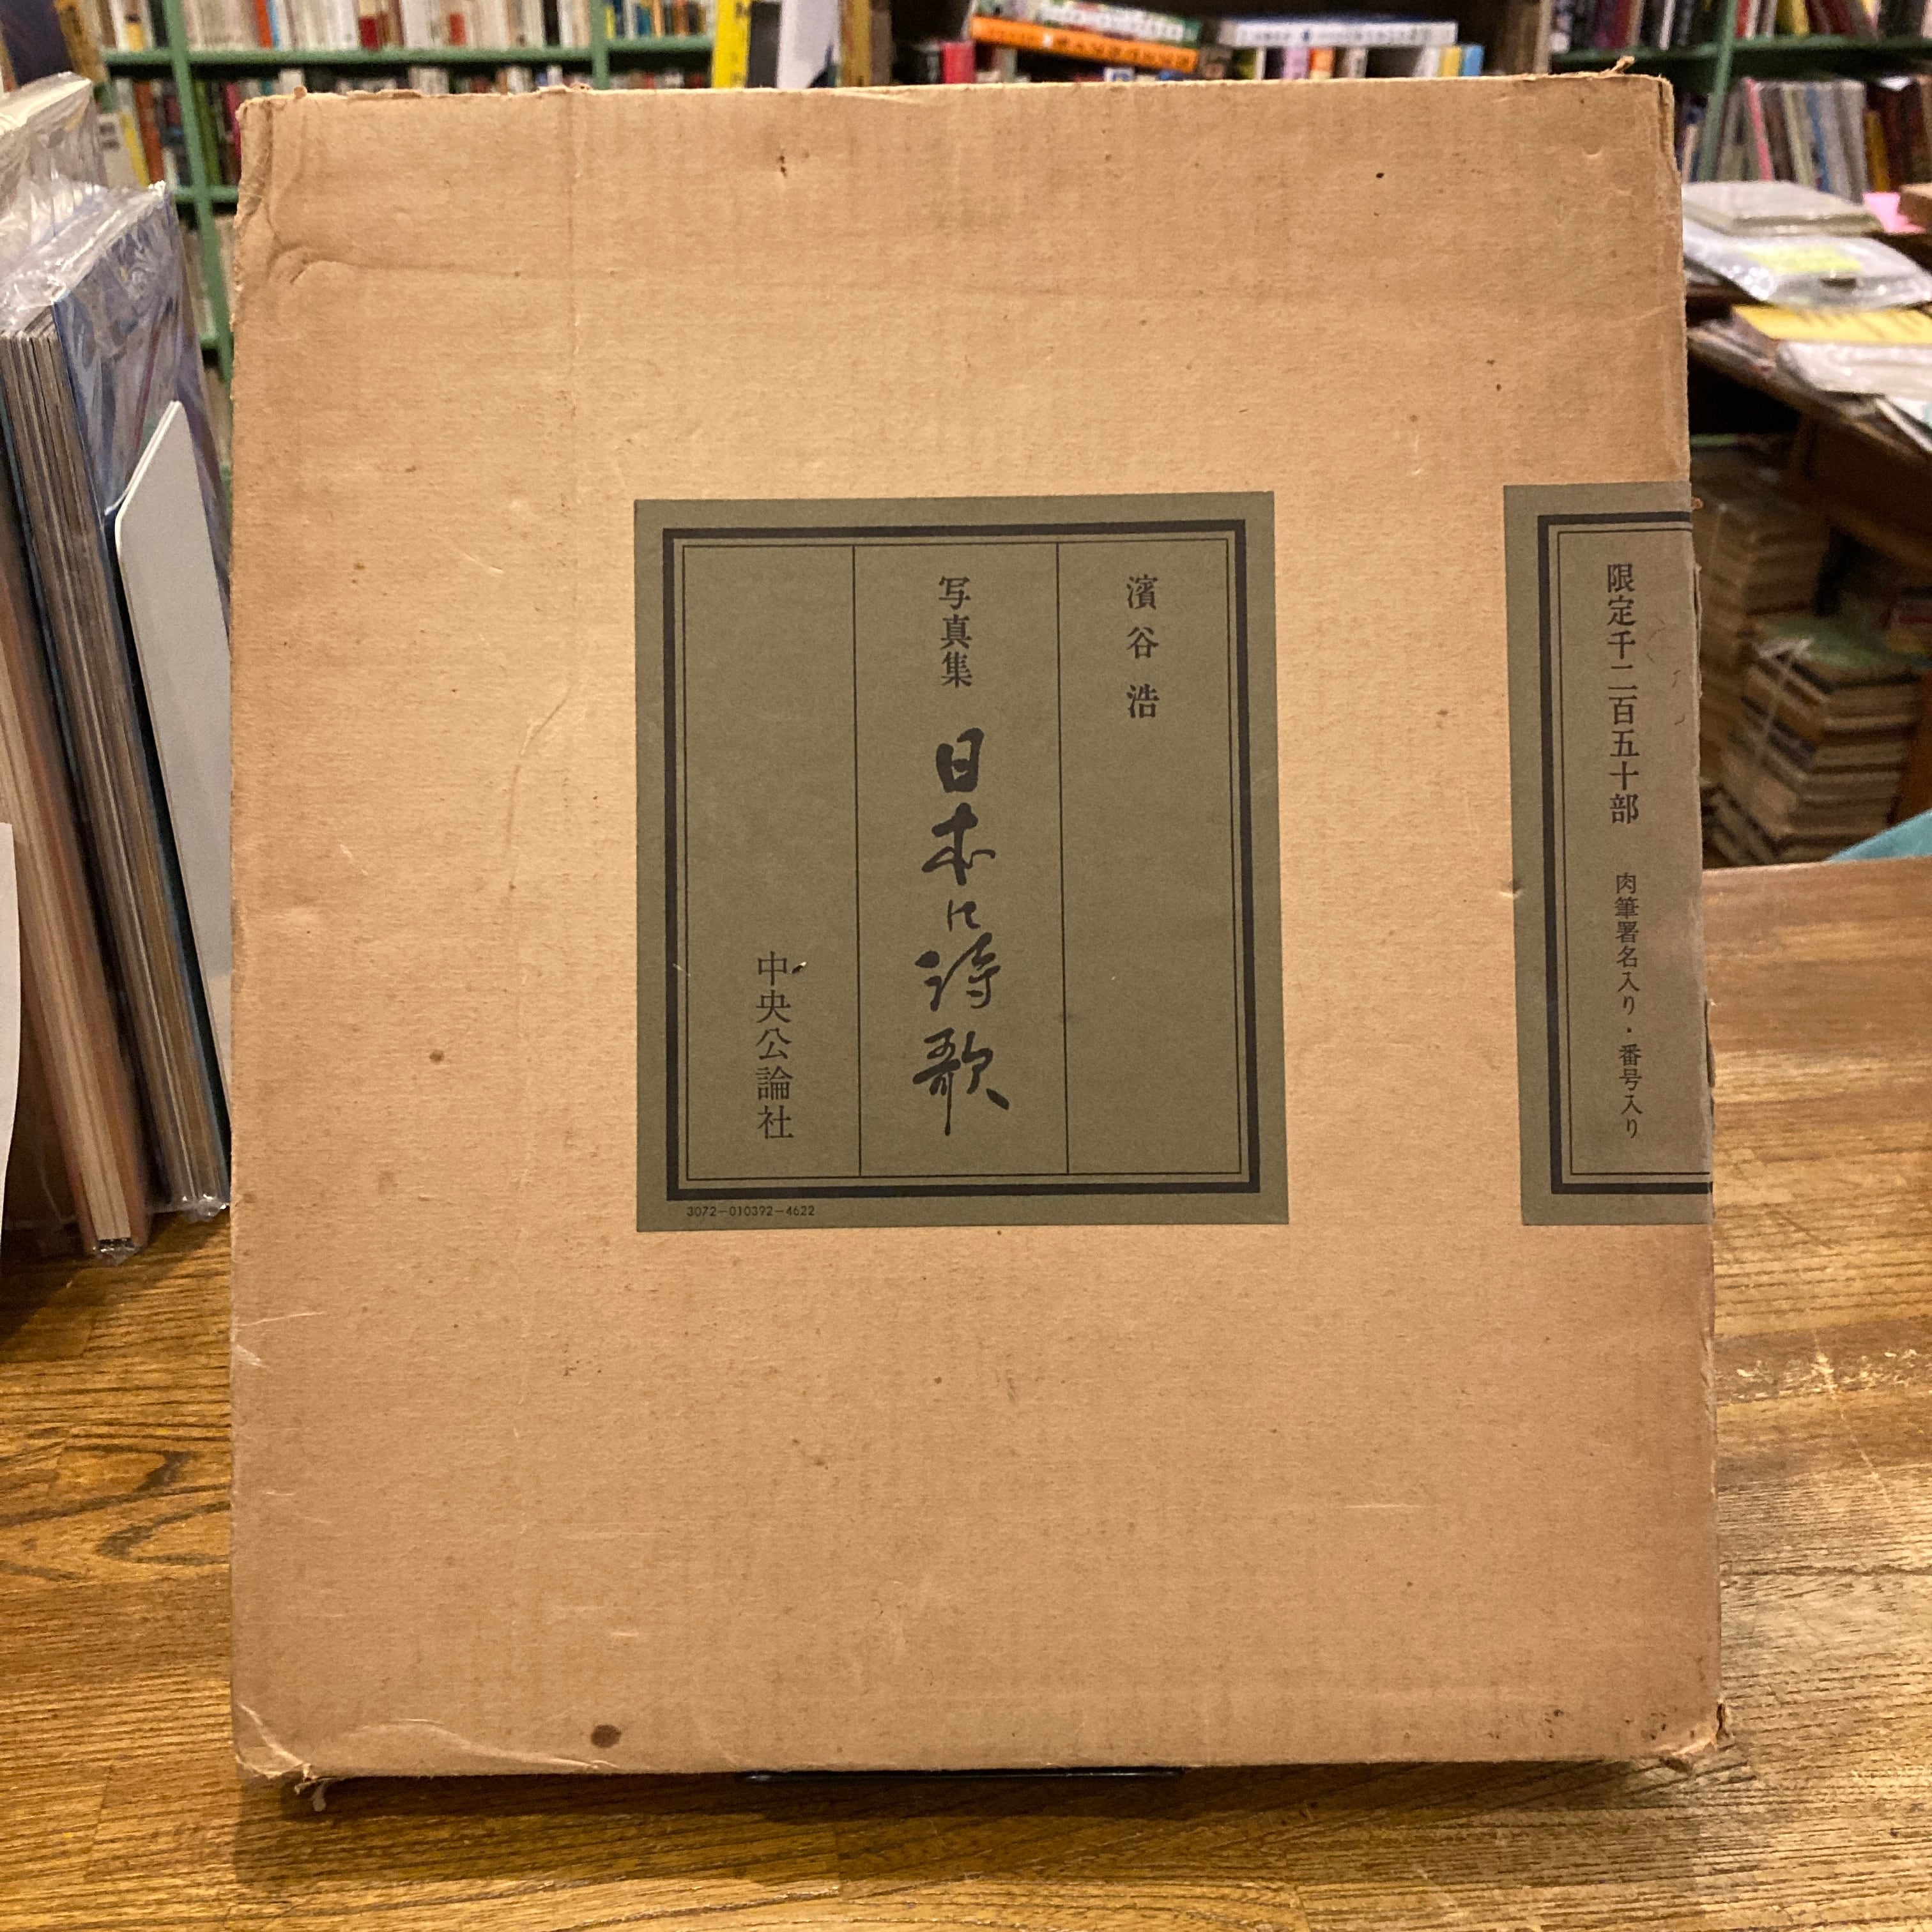 濱谷 浩
写真集 日本の詩歌
中央公論社
3072-010392-4622
限定千二百五十部 肉筆署名入り・番号入り